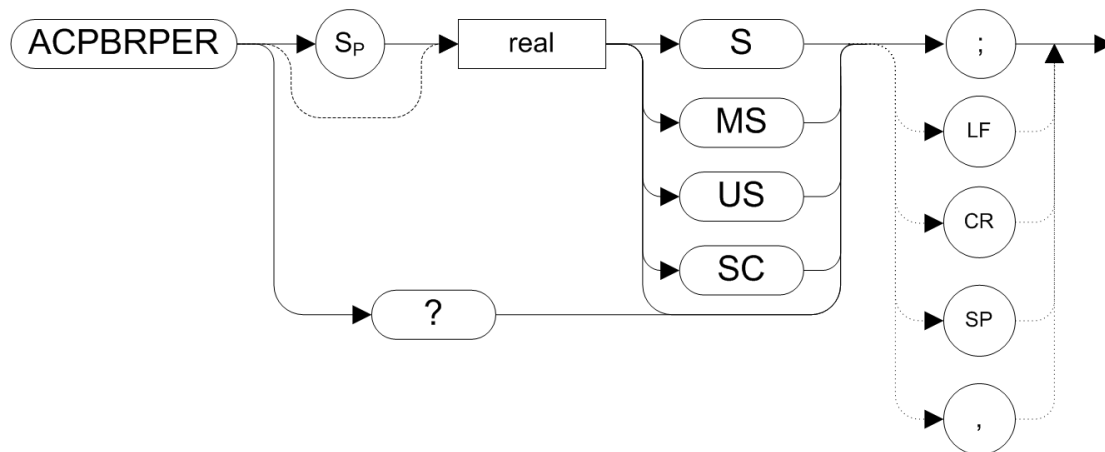 ACPBRPER
SP
real
S
;
MS
LF
US
CR
SC
?
SP
,